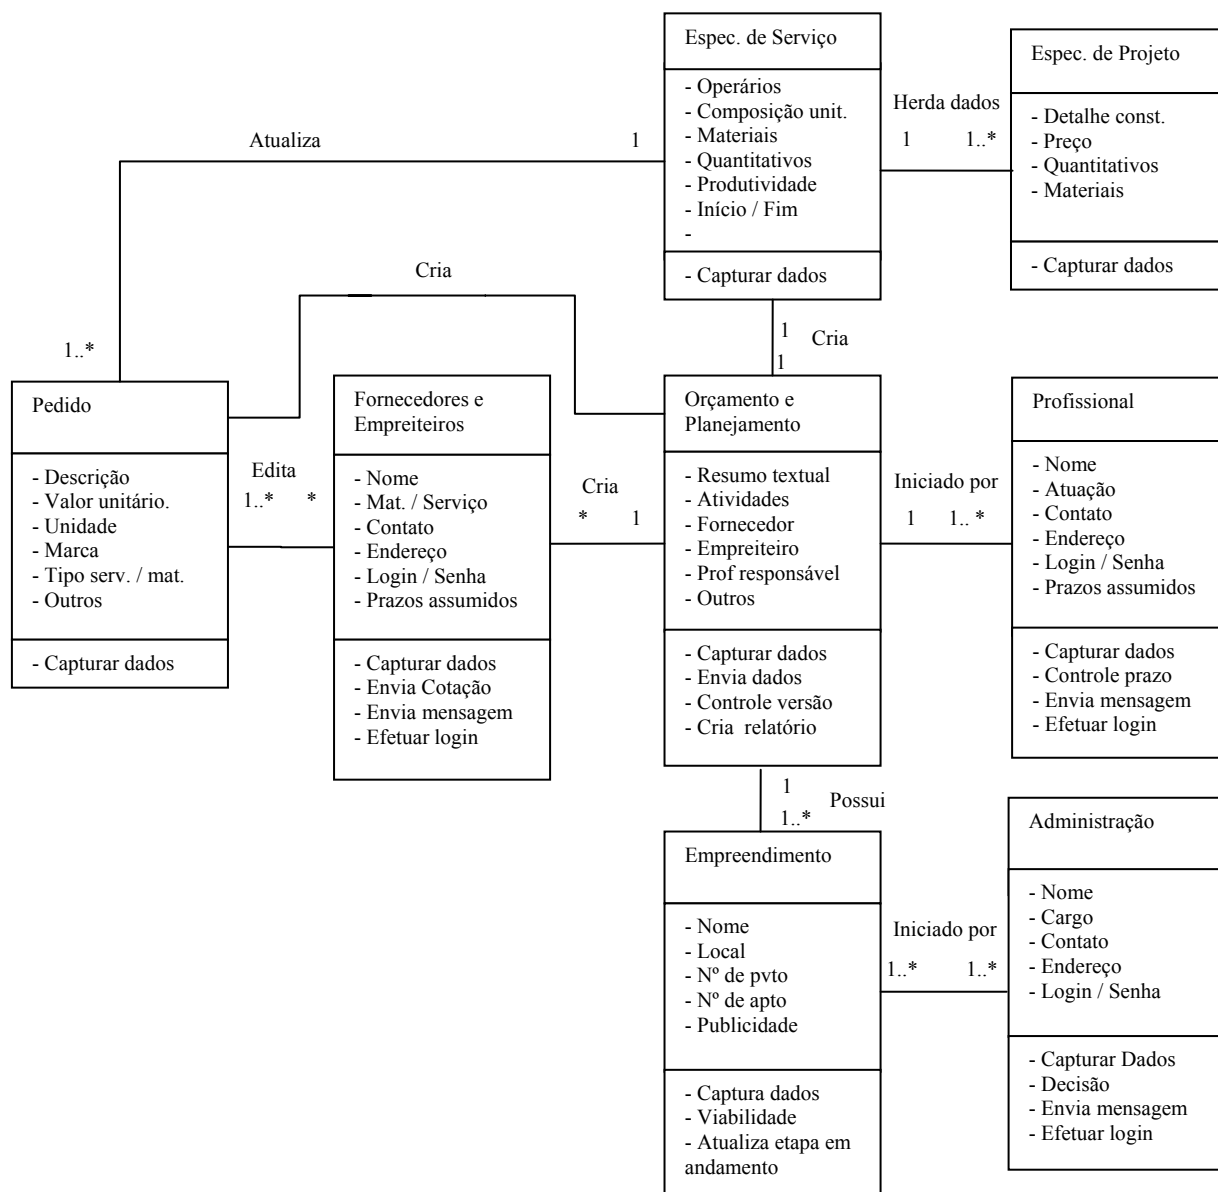 Espec. de Serviço
- Operários
- Composição unit.
- Materiais
- Quantitativos
- Produtividade
- Início / Fim
-
- Capturar dados
Herda dados
1
1..*
Espec. de Projeto
- Detalhe const.
- Preço
- Quantitativos
- Materiais
- Capturar dados
Atualiza
1
1..*
Cria
1
Cria
1
Pedido
- Descrição
- Valor unitário.
- Unidade
- Marca
- Tipo serv. / mat.
- Outros
- Capturar dados
Edita
1..*
*
Fornecedores e
Empreiteiros
- Nome
- Mat. / Serviço
- Contato
- Endereço
- Login / Senha
- Prazos assumidos
- Capturar dados
- Envia Cotação
- Envia mensagem
- Efetuar login
Cria
*
1
Orçamento e
Planejamento
- Resumo textual
- Atividades
- Fornecedor
- Empreiteiro
- Prof responsável
- Outros
- Capturar dados
- Envia dados
- Controle versão
- Cria relatório
Iniciado por
1
1.. *
Profissional
- Nome
- Atuação
- Contato
- Endereço
- Login / Senha
- Prazos assumidos
- Capturar dados
- Controle prazo
- Envia mensagem
- Efetuar login
1
Possui
1..*
Empreendimento
- Nome
- Local
- Nº de pvto
- Nº de apto
- Publicidade
- Captura dados
- Viabilidade
- Atualiza etapa em
andamento
Iniciado por
1..*
1..*
Administração
- Nome
- Cargo
- Contato
- Endereço
- Login / Senha
- Capturar Dados
- Decisão
- Envia mensagem
- Efetuar login